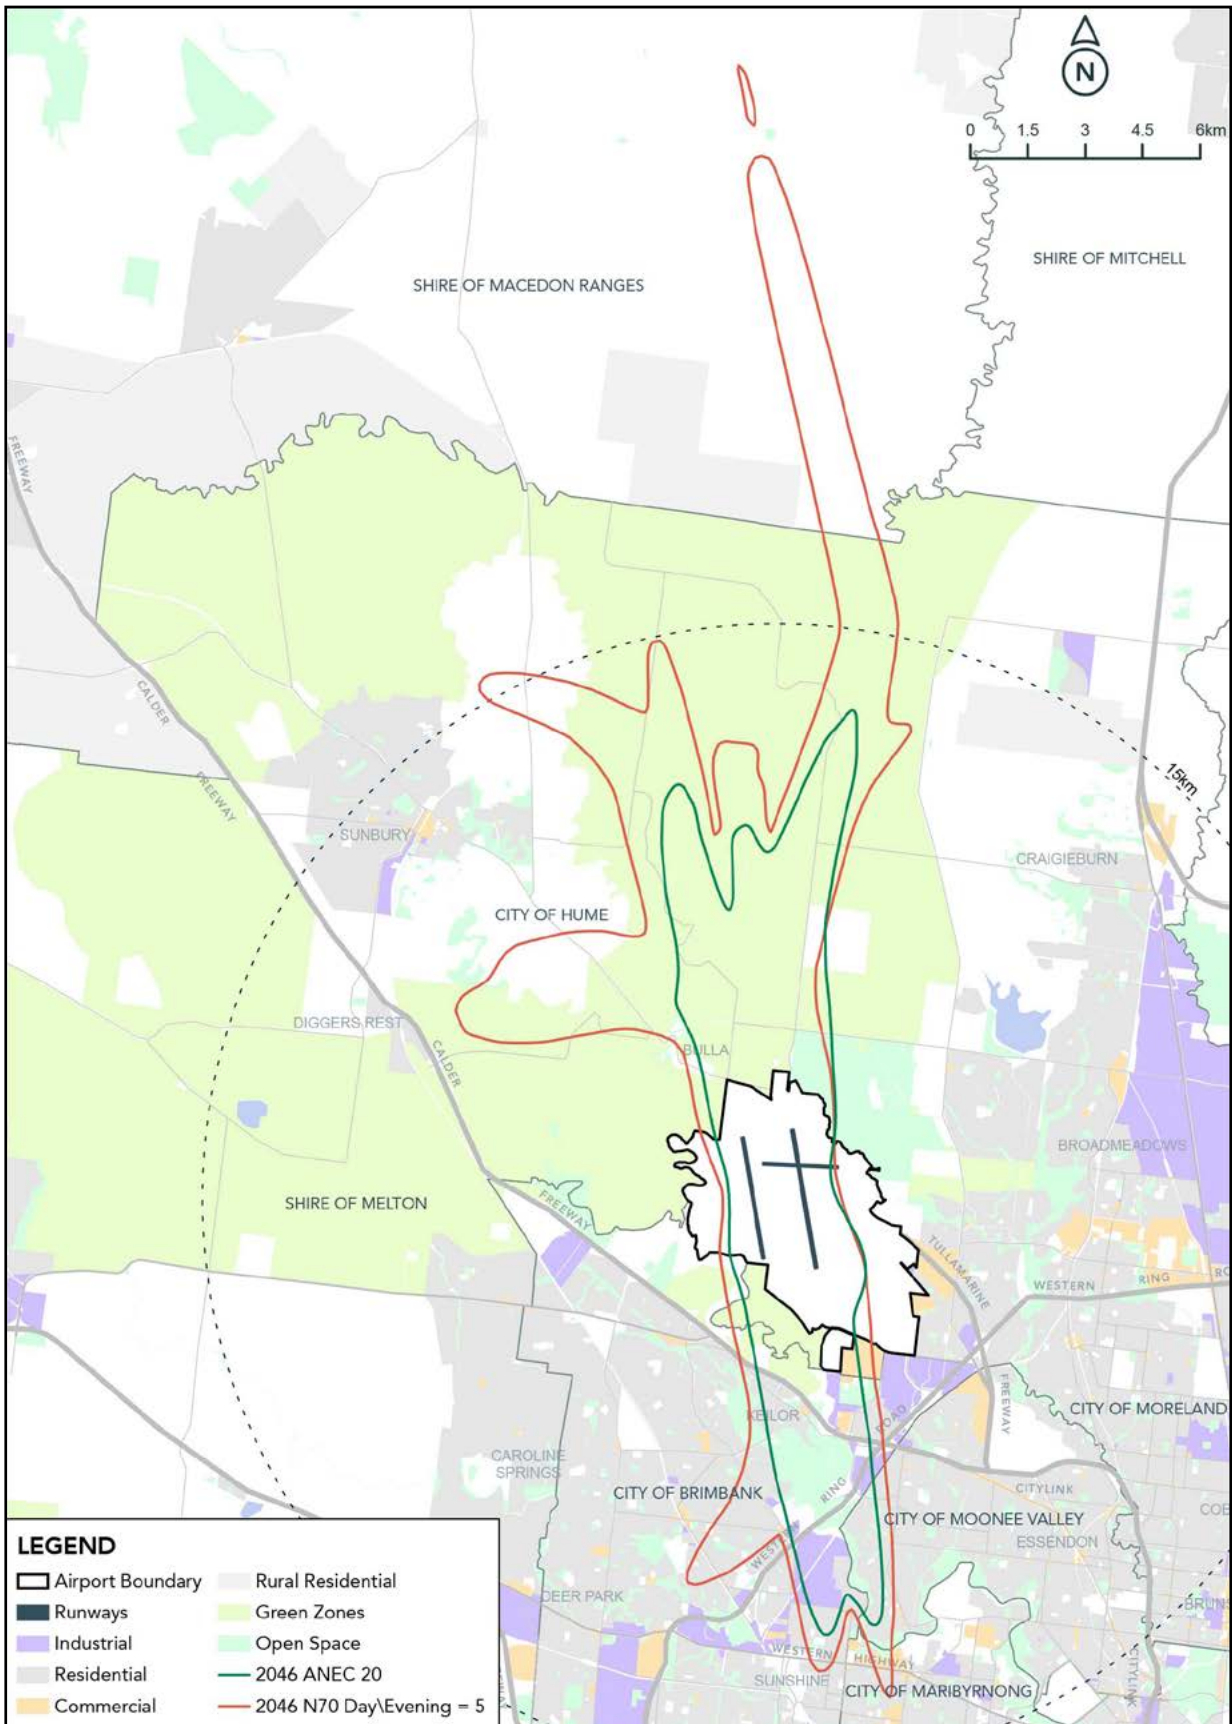 N
0 1.5 3 4.5 6km
SHIRE OF MITCHELL
SHIRE OF MACEDON RANGES
FREEWAY
CALDER
FREEWAY
15km
SUNBURY
CRAIGIEBURN
CITY OF HUME
DIGGERS REST
CALDER
BULLA
BROADMEADOWS
SHIRE OF MELTON
FREEWAY
TULLAMARINE
WESTERN RING RO
FREEWAY
CITY OF MORELAND
KEILOR
ROAD
CAROLINE
SPRINGS
CITYLINK
CITY OF BRIMBANK
RING
COB
CITY OF MOONEE VALLEY
ESSENDON
WESTERN
DEER PARK
BRUNS
WESTERN HIGHWAY
SUNSHINE
CITYLINK
CITY OF MARIBYRNONG
LEGEND
Airport Boundary
Runways
Industrial
Residential
Commercial
Rural Residential
Green Zones
Open Space
2046 ANEC 20
2046 N70 Day\Evening = 5